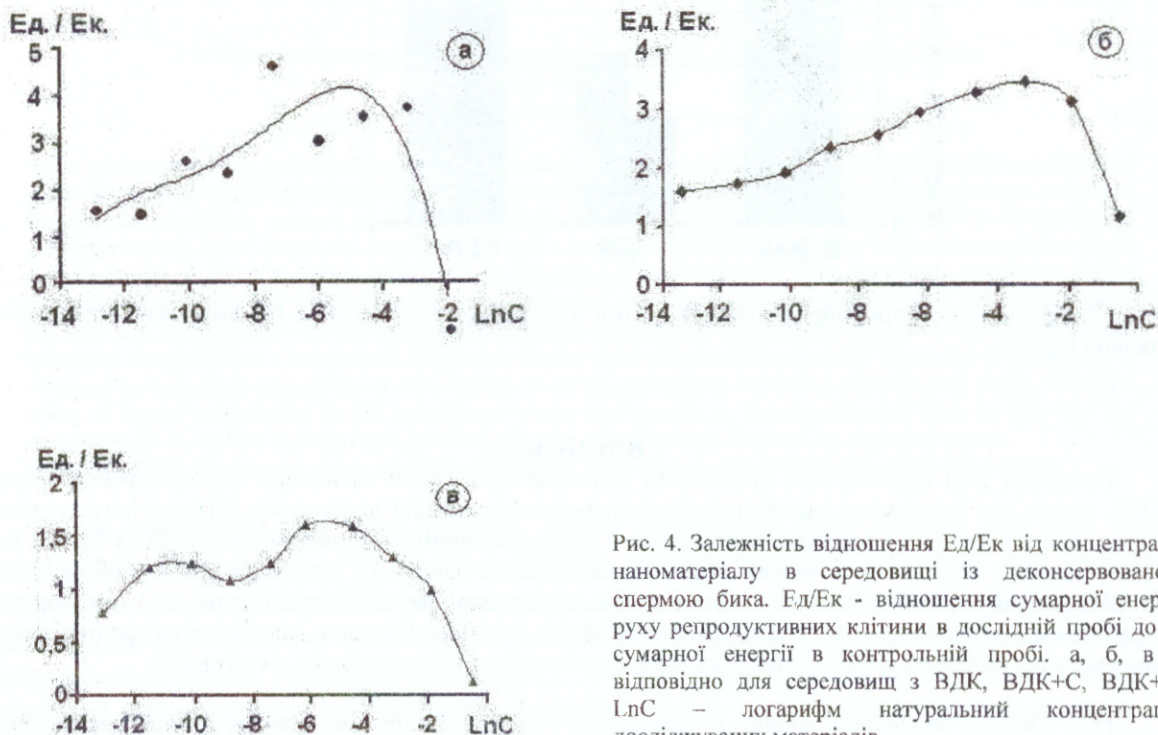 Ед. / Ек.
а
5
4
3
2
1
0
-14 -12 -10 -8 -6 -4 -2 LnC
Ед. / Ек.
б
4
3
2
1
0
-14 -12 -10 -8 -6 -4 -2
LnC
Ед. / Ек.
в
2
1.5
1
0.5
0
-14 -12 -10 -8 -6 -4 -2 LnC
Рис. 4. Залежність відношення Ед/Ек від концентра
наноматеріалу в середовищі із деконсервовано
спермою бика. Ед/Ек - відношення сумарної енер
руху репродуктивних клітини в дослідній пробі до
сумарної енергії в контрольній пробі. а, б, в
відповідно для середовищ з ВДК, ВДК+С, ВДК+
LnC – логарифм натуральний концентрац